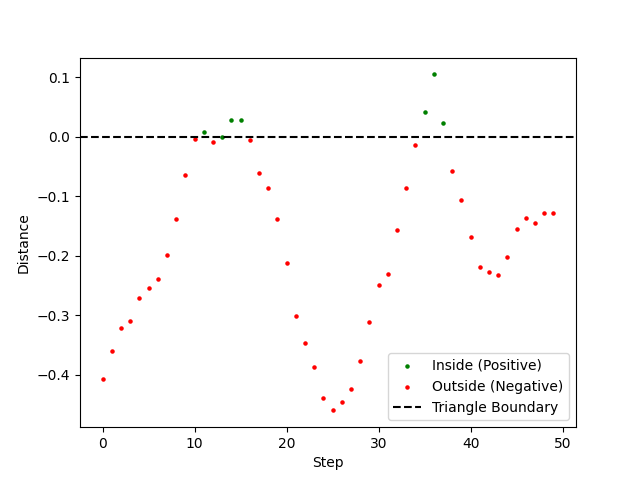 0.1
0.0
−0.1
−0.2
−0.3
−0.4
Distance
Inside (Positive)
Outside (Negative)
Triangle Boundary
0 10 20 30 40 50
Step